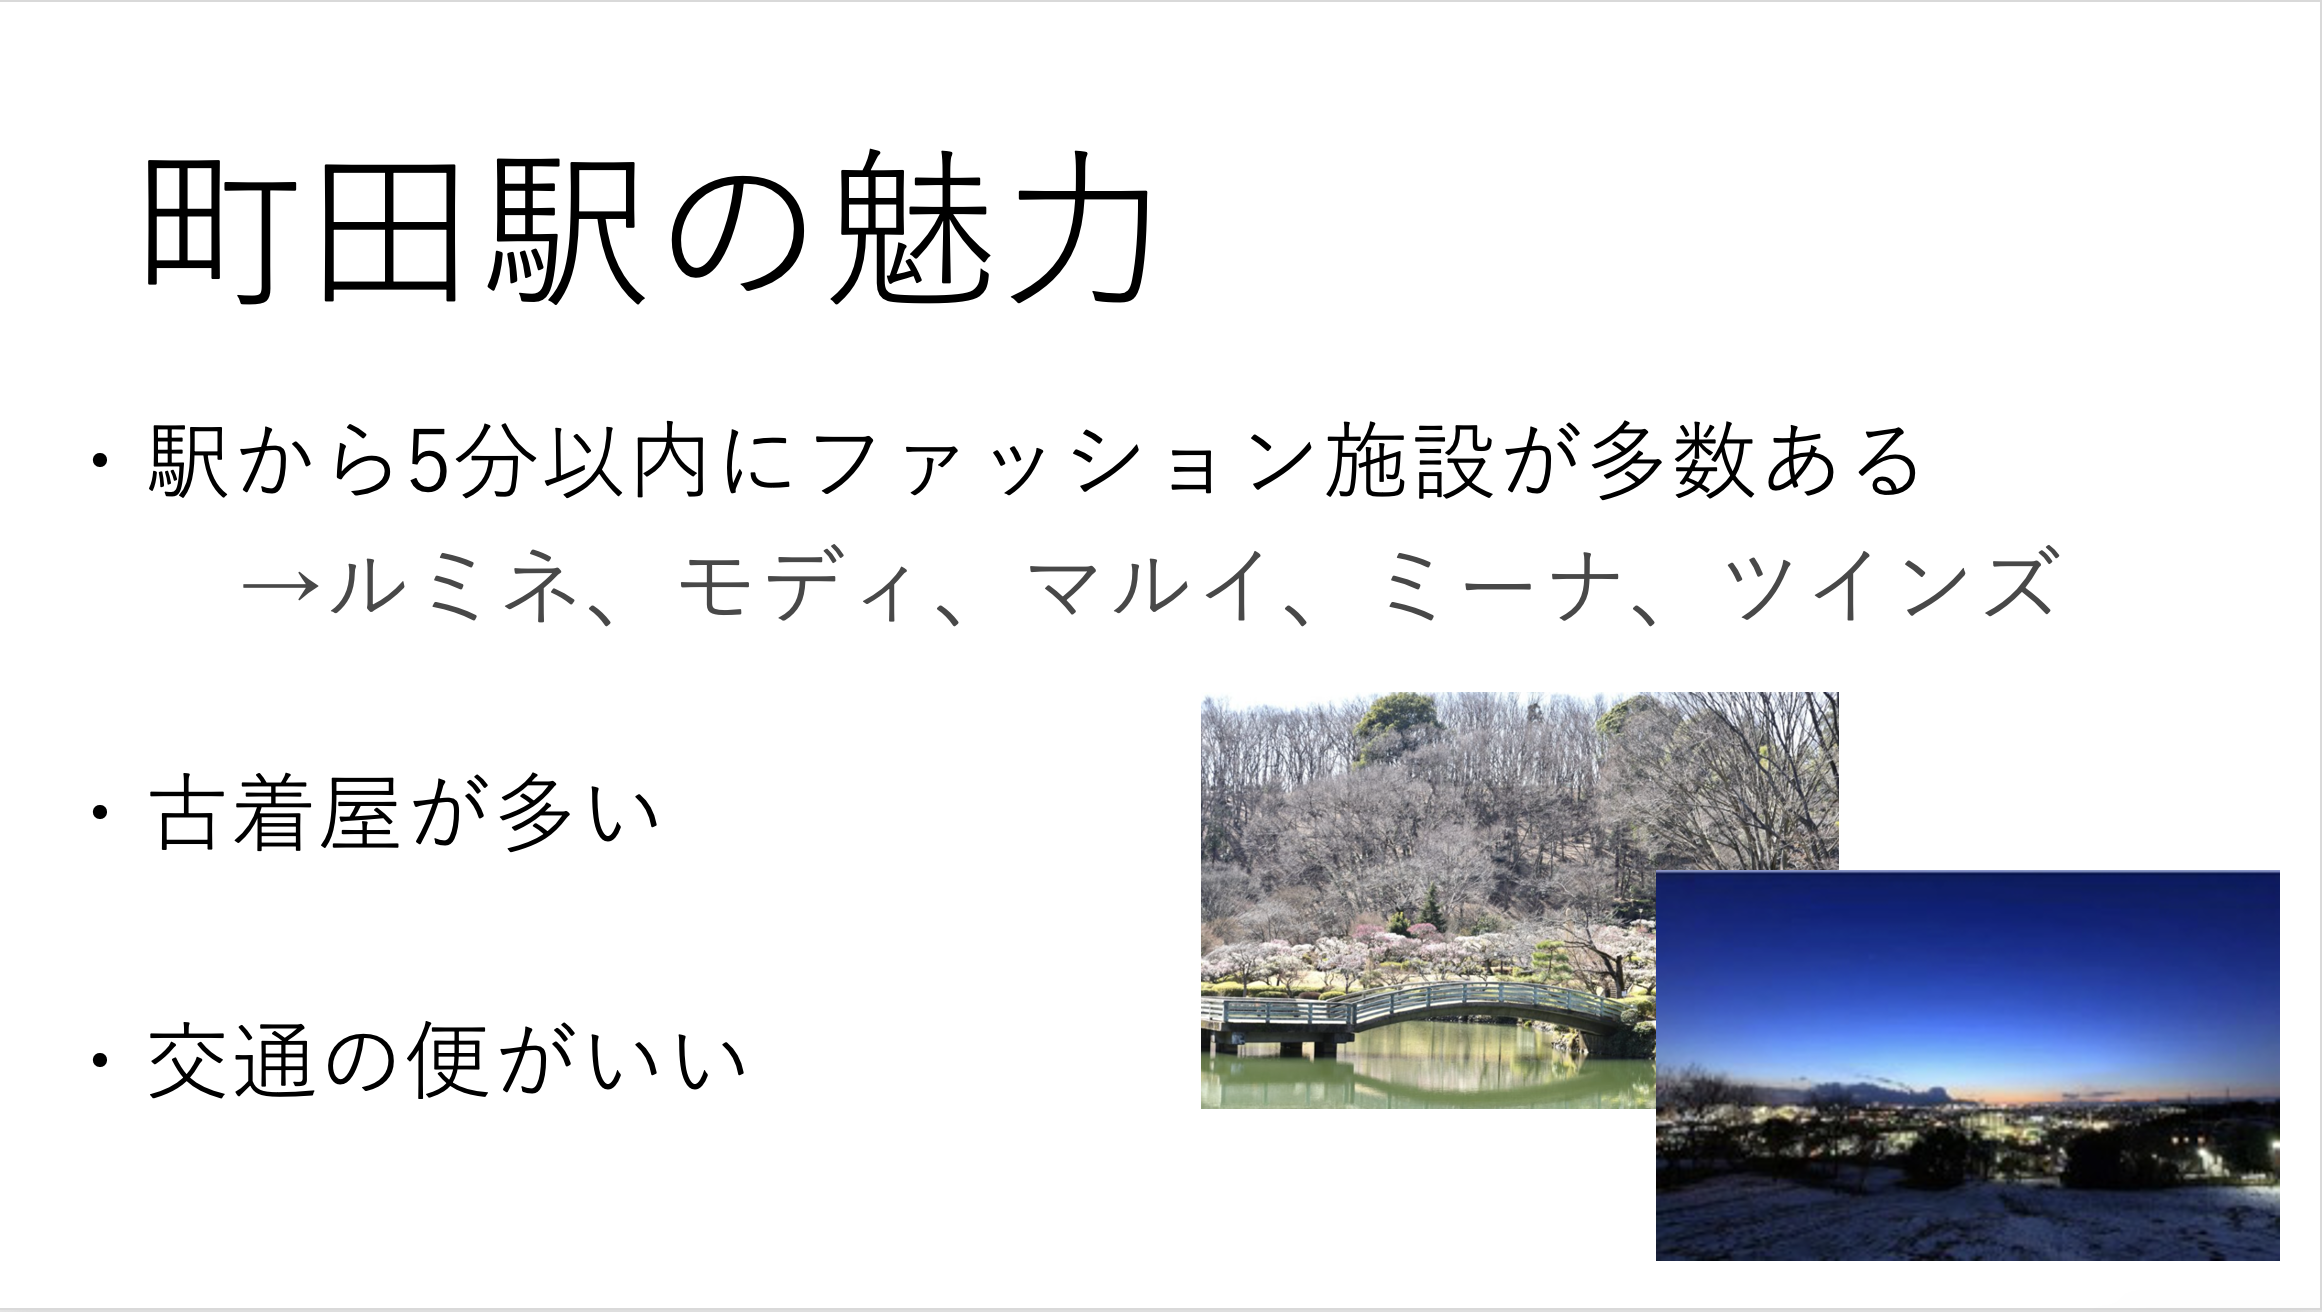 町田駅の魅力
・駅から5分以内にファッション施設が多数ある
→ルミネ、モディ、マルイ、ミーナ、ツインズ
・古着屋が多い
・交通の便がいい